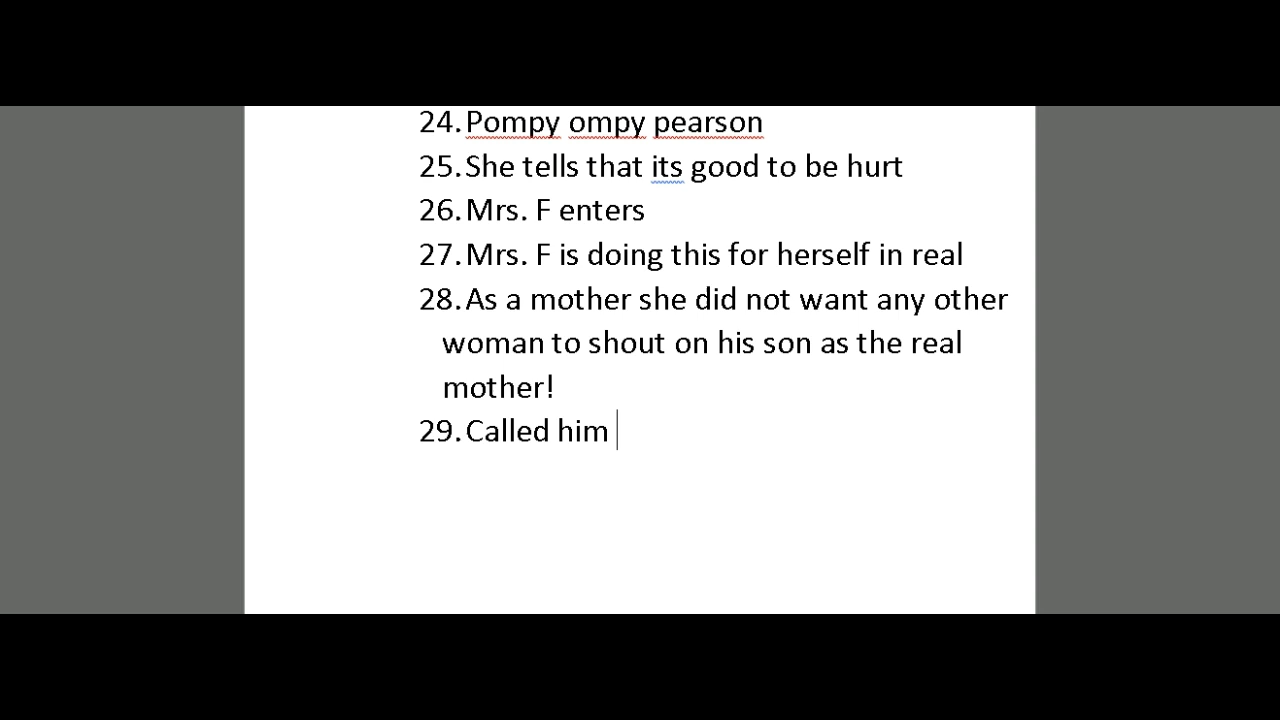 24. Pompy ompy pearson
25. She tells that its good to be hurt
26. Mrs. F enters
27. Mrs. F is doing this for herself in real
28. As a mother she did not want any other
woman to shout on his son as the real
mother!
29. Called him